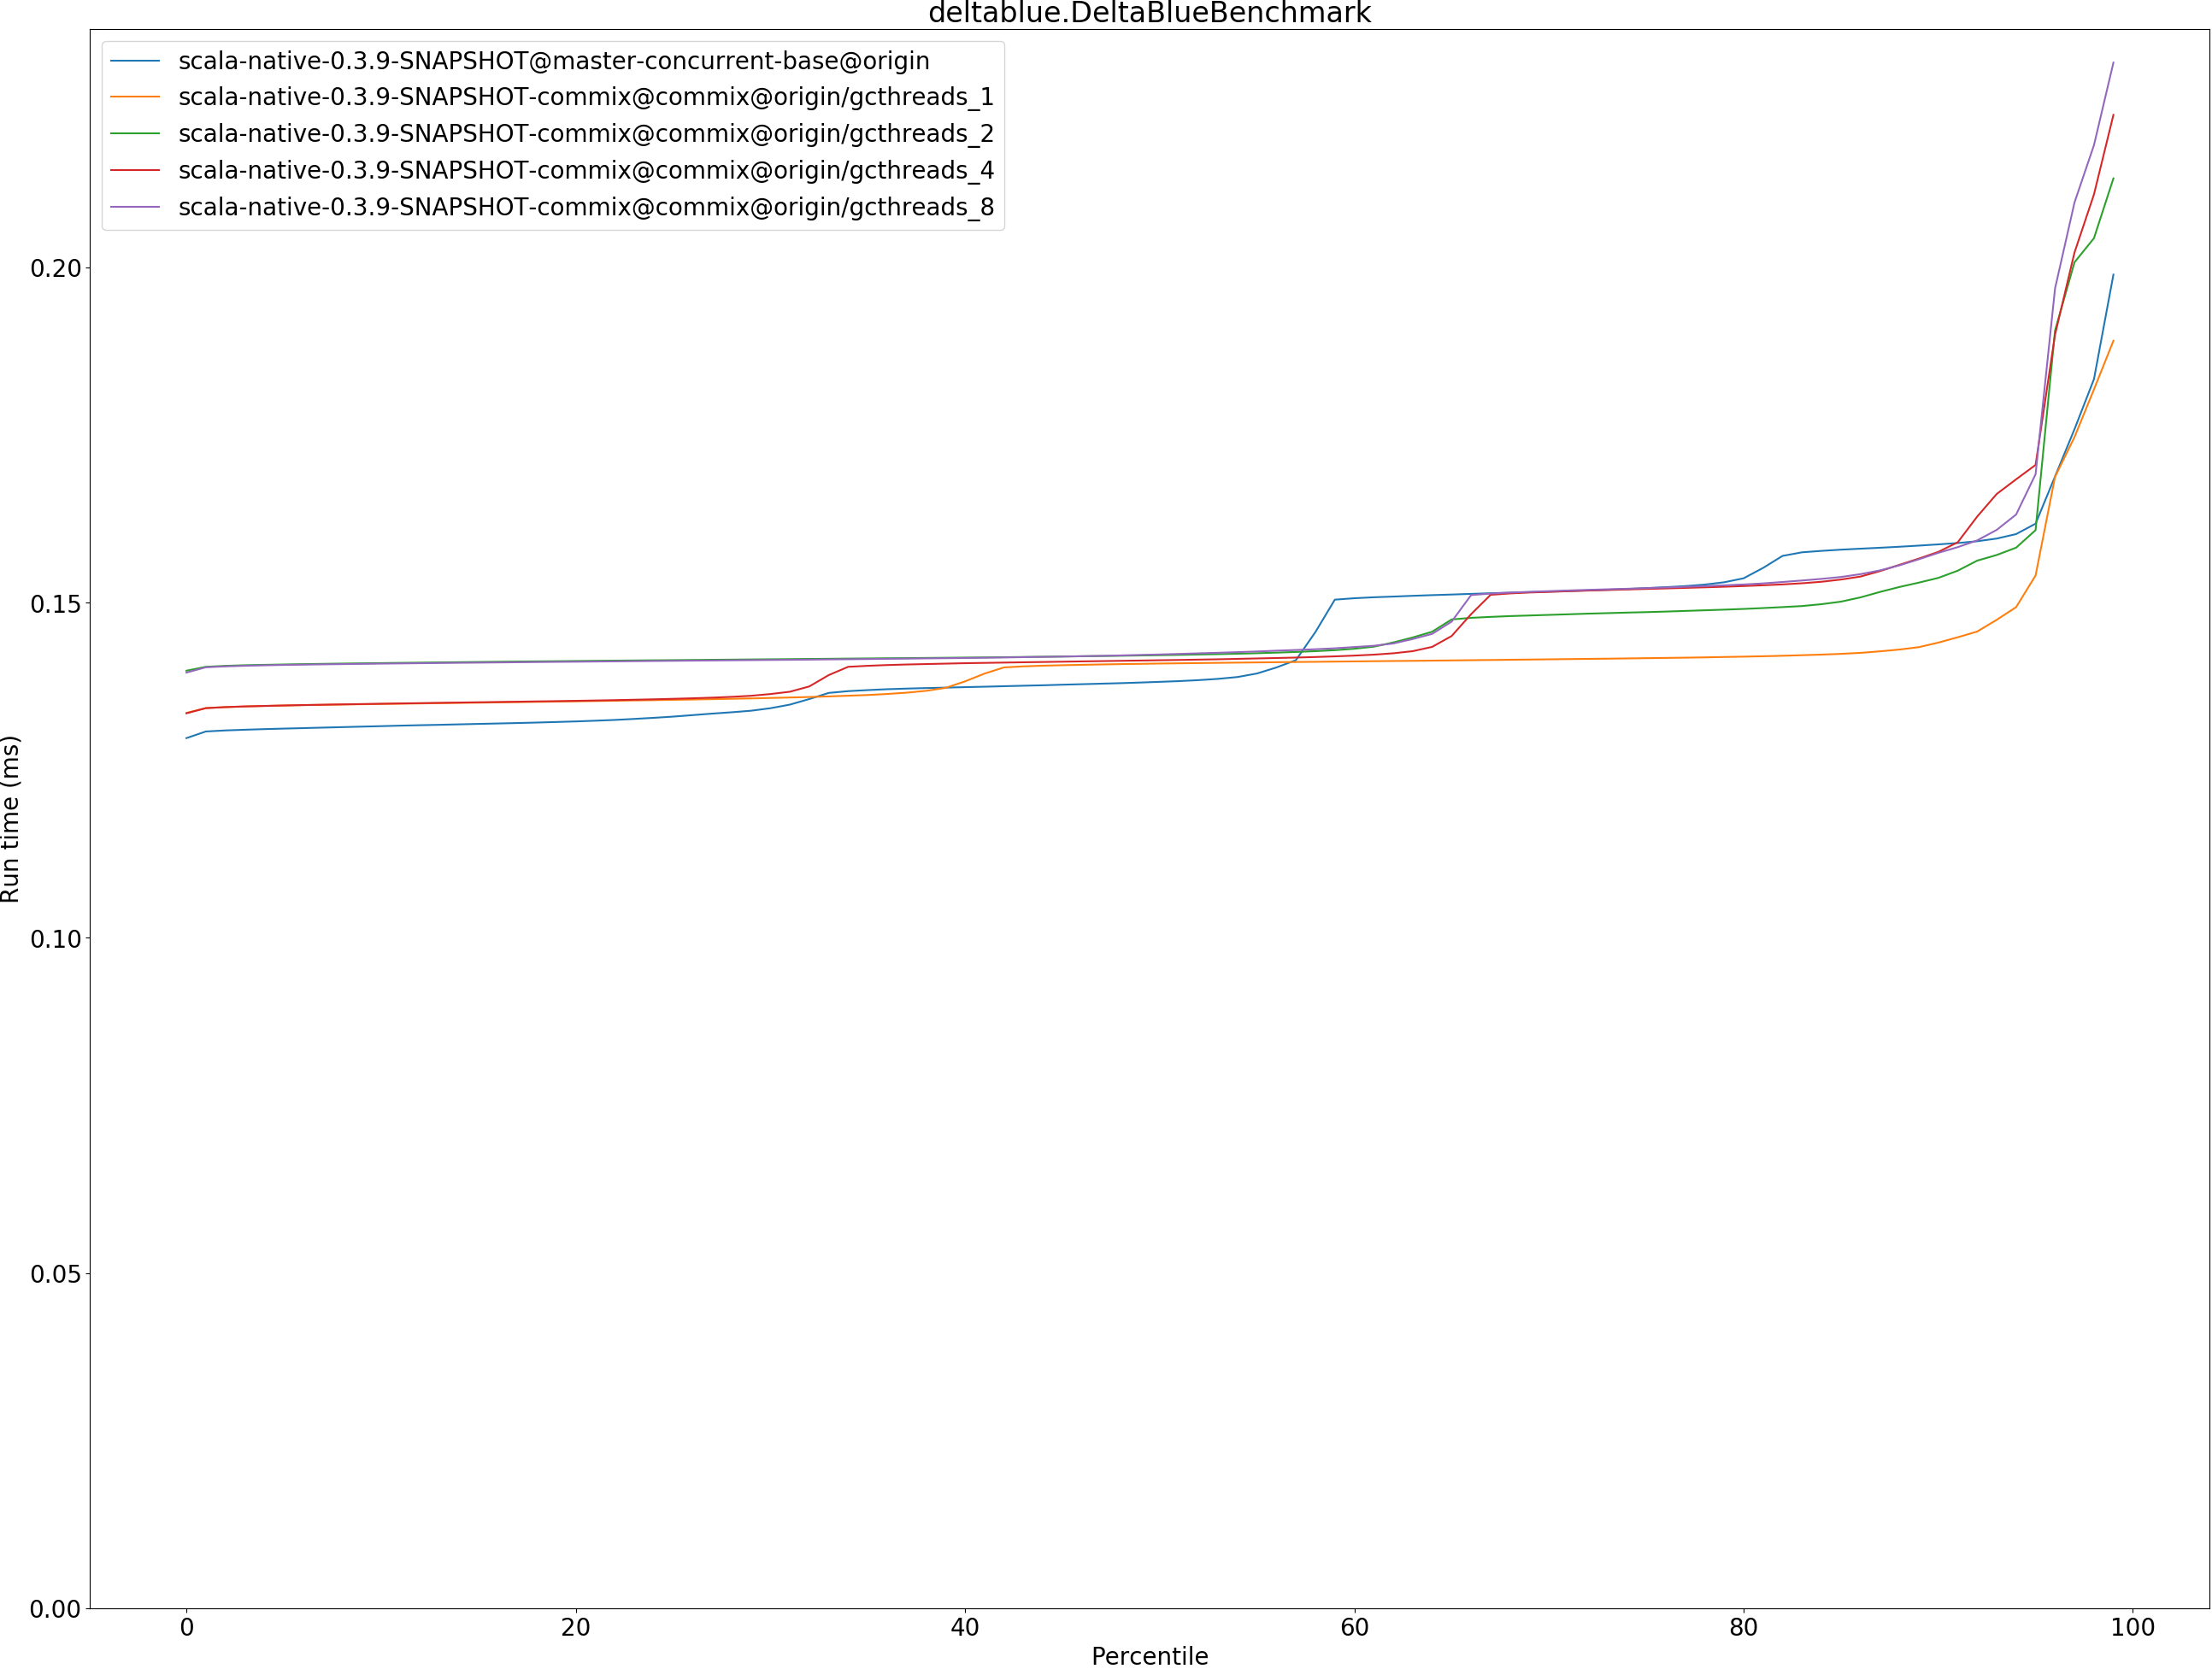 deltablue.DeltaBlueBenchmark
scala-native-0.3.9-SNAPSHOT@master-concurrent-base@origin
scala-native-0.3.9-SNAPSHOT-commix@commix@origin/gcthreads_1
scala-native-0.3.9-SNAPSHOT-commix@commix@origin/gcthreads_2
scala-native-0.3.9-SNAPSHOT-commix@commix@origin/gcthreads_4
scala-native-0.3.9-SNAPSHOT-commix@commix@origin/gcthreads_8
0.20
0.15
0.10
0.05
0.00
Run time (ms)
0 20 40 60 80 100
Percentile